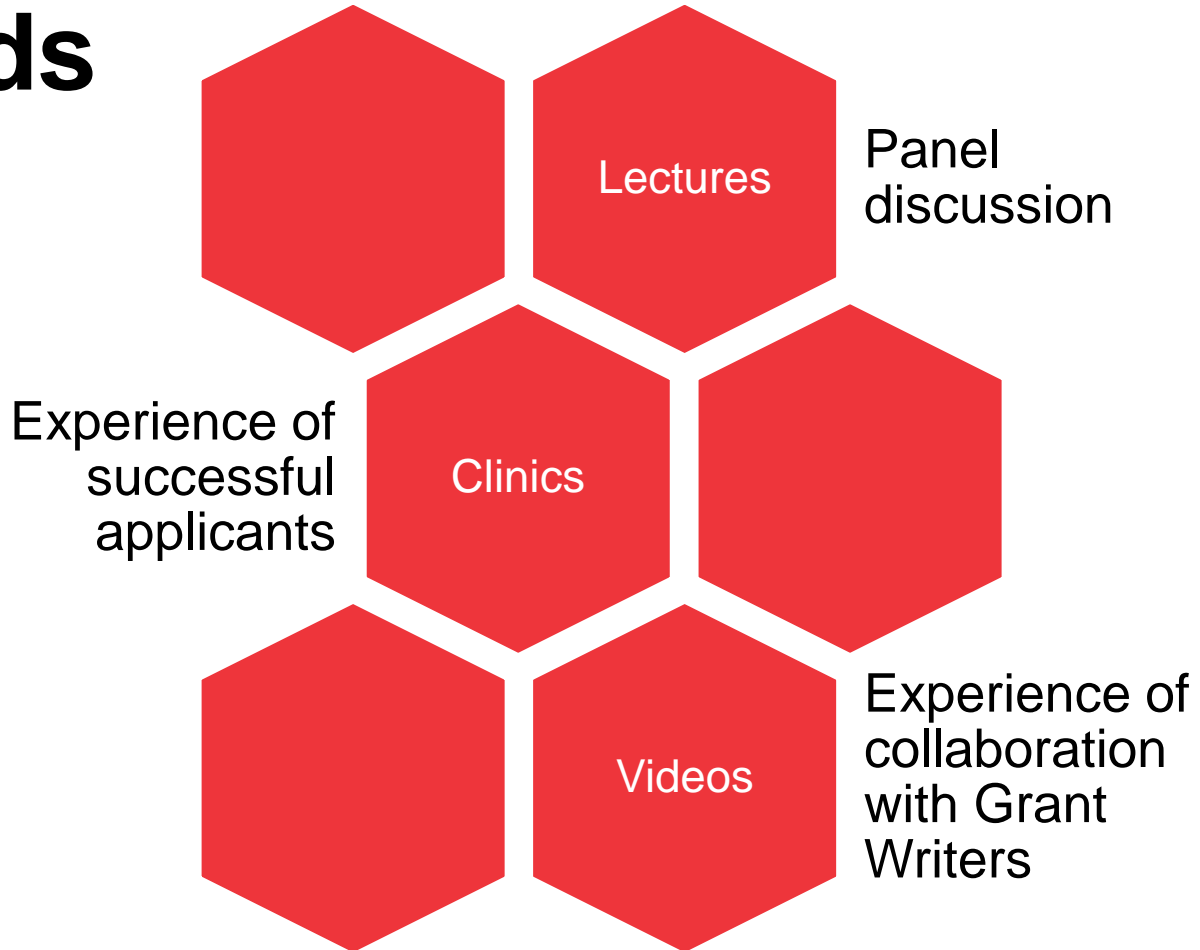 ds
Lectures
Panel
discussion
Experience of
successful
applicants
Clinics
Videos
Experience of
collaboration
with Grant
Writers